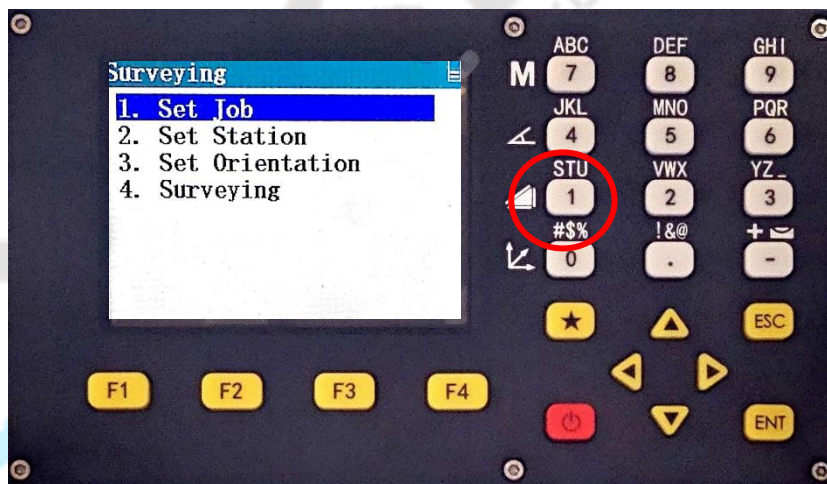 Surveying
1. Set Job
2. Set Station
3. Set Orientation
4. Surveying
ABC DEF GHI
M 7 8 9
JKL MNO PQR
4 5 6
STU VWX YZ_
1 2 3
#$% !&@ +
0 . -
★ ESC
F1 F2 F3 F4
ENT